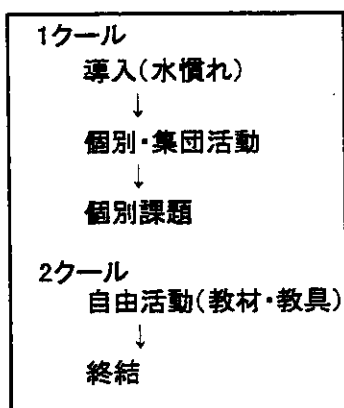 1クール
導入(水慣れ)
↓
個別・集団活動
↓
個別課題
2クール
自由活動(教材・教具)
↓
終結